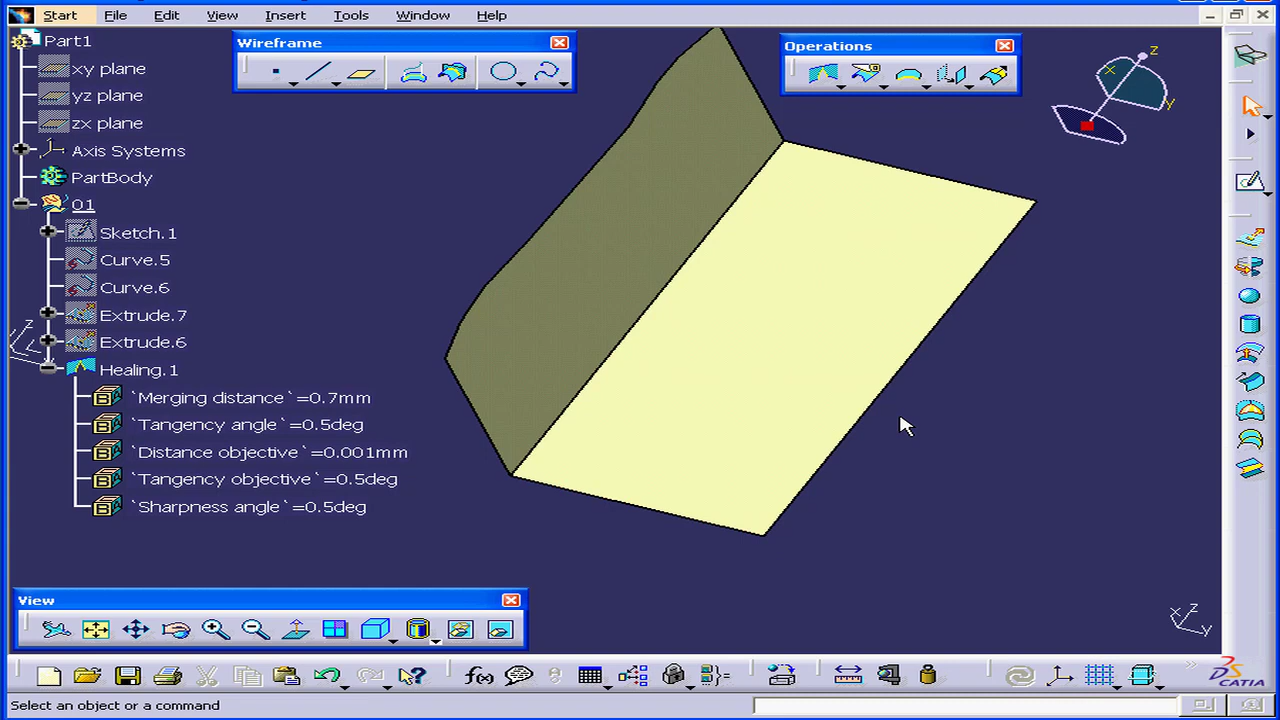 Start File Edit View Insert Tools Window Help
Part1
xy plane
yz plane
zx plane
Axis Systems
PartBody
01
Sketch.1
Curve.5
Curve.6
Extrude.7
Extrude.6
Healing.1
`Merging distance`=0.7mm
`Tangency angle`=0.5deg
`Distance objective`=0.001mm
`Tangency objective`=0.5deg
`Sharpness angle`=0.5deg
Wireframe
Operations
z
x
y
z
View
x z
y
f(x)
DS
CATIA
Select an object or a command